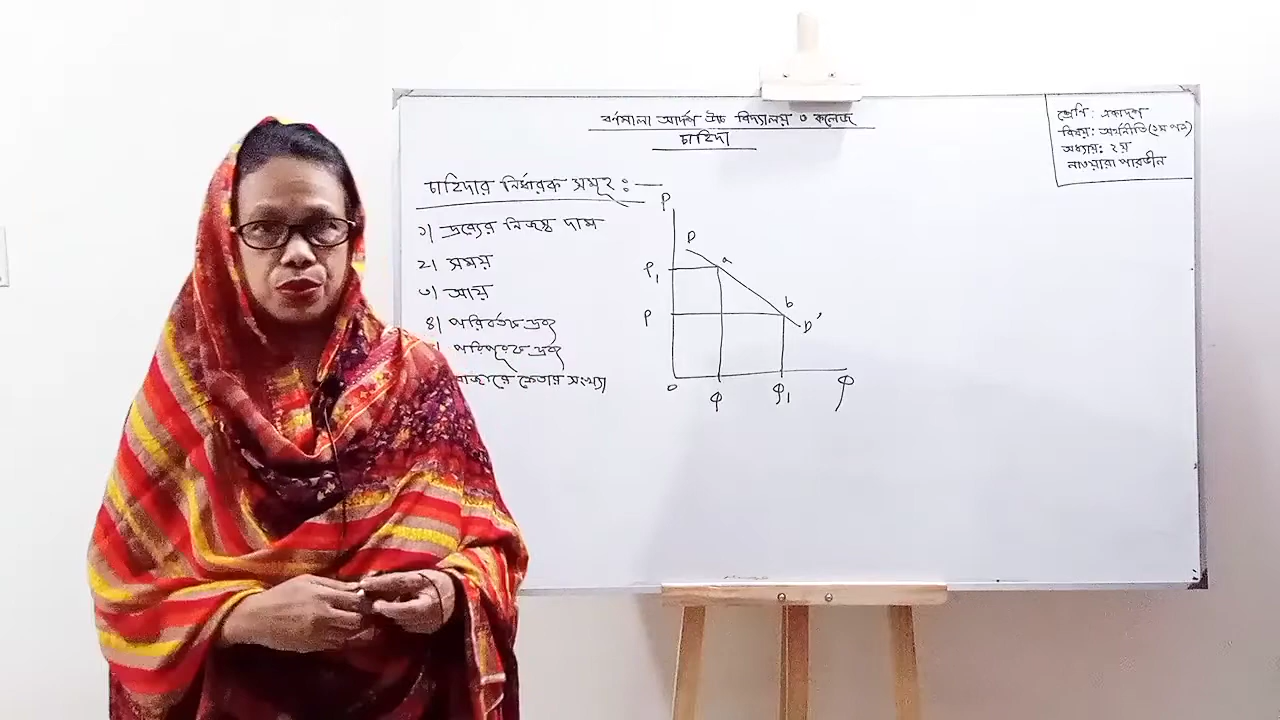 বর্ণমালা আদর্শ উচ্চ বিদ্যালয় ও কলেজ
চাহিদা
শ্রেণি: একাদশ
বিষয়: অর্থনীতি (১ম পত্র)
অধ্যায়: ২য়
পারভীন
চাহিদার নির্ধারক সমূহ :—
১| দ্রব্যের নিজস্ব দাম
২| সময়
৩| আয়
৪| পরিবর্তক দ্রব্য
পরিপূরক দ্রব্য
বাজারে ক্রেতার সংখ্যা
P
D
a
P1
b
P
D'
0
Q
Q1
Q